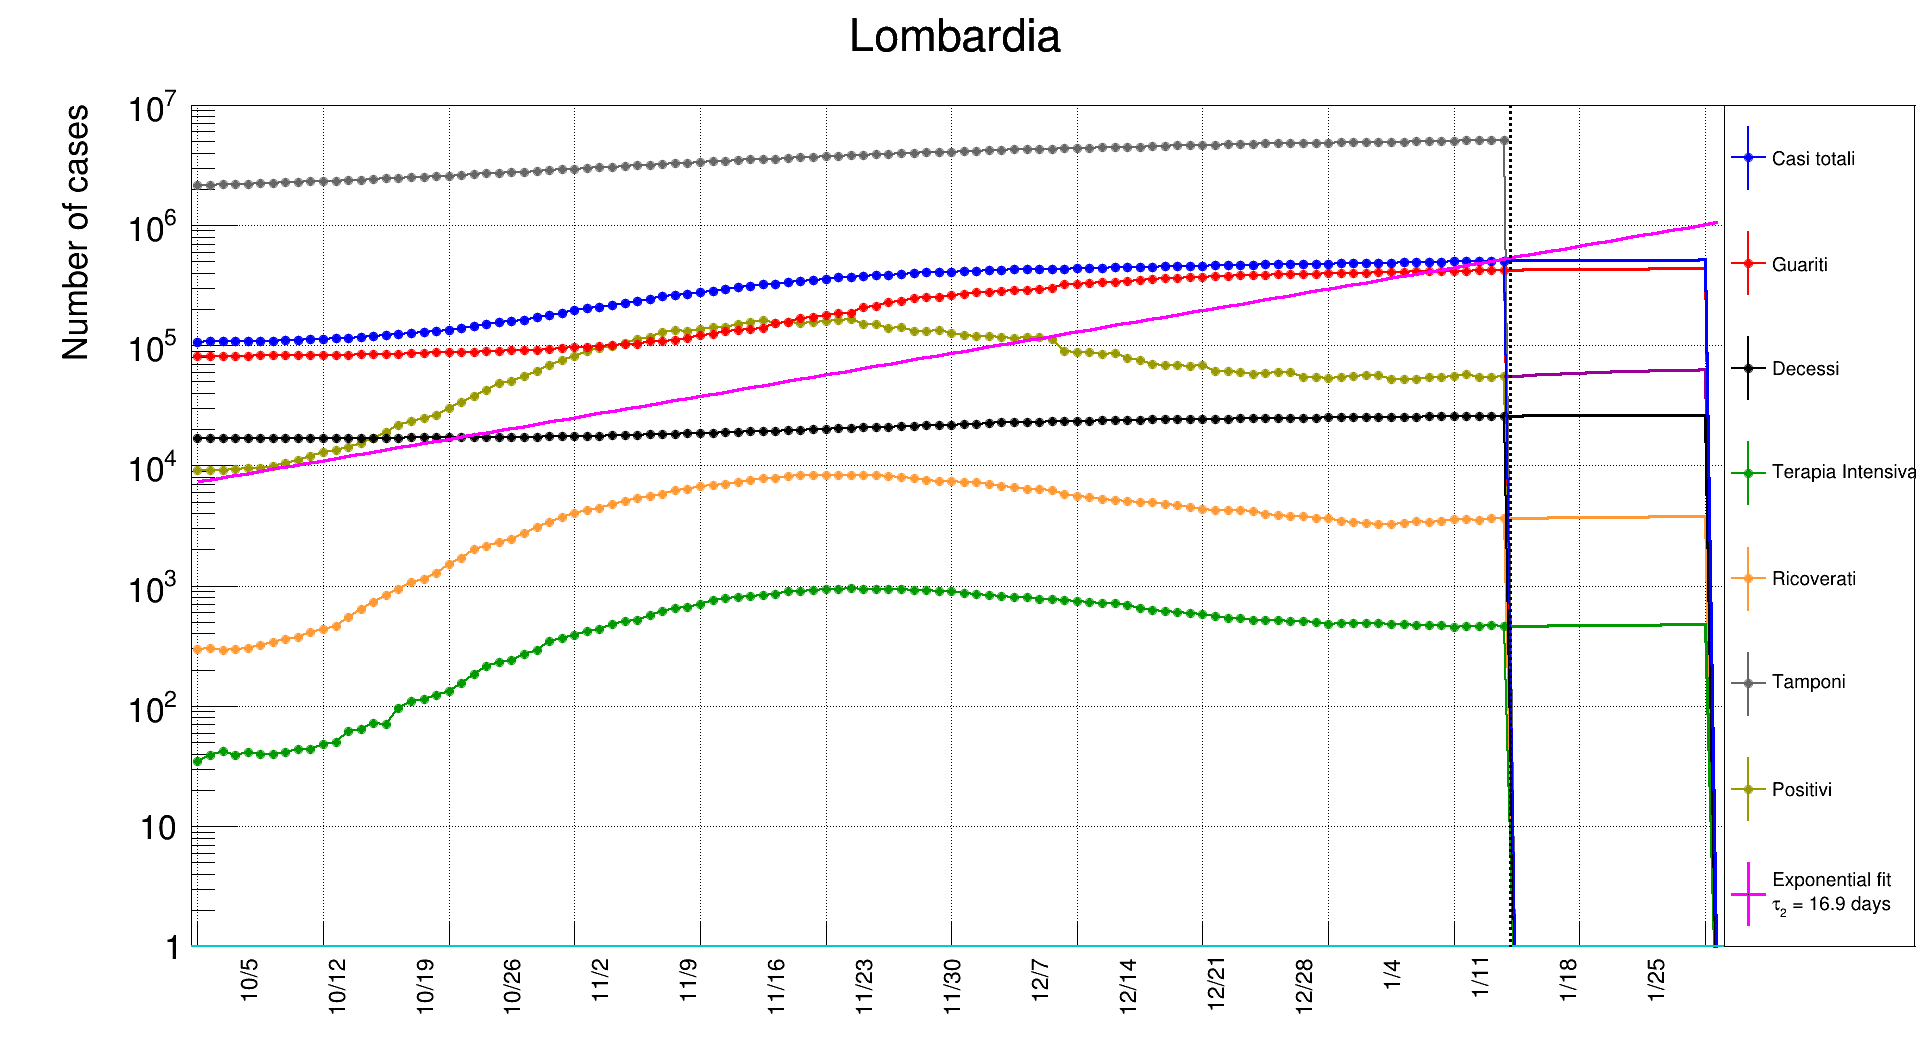 Lombardia
Number of cases
10^7
10^6
10^5
10^4
10^3
10^2
10
1
10/5
10/12
10/19
10/26
11/2
11/9
11/16
11/23
11/30
12/7
12/14
12/21
12/28
1/4
1/11
1/18
1/25
Casi totali
Guariti
Decessi
Terapia Intensiva
Ricoverati
Tamponi
Positivi
Exponential fit
τ₂ = 16.9 days